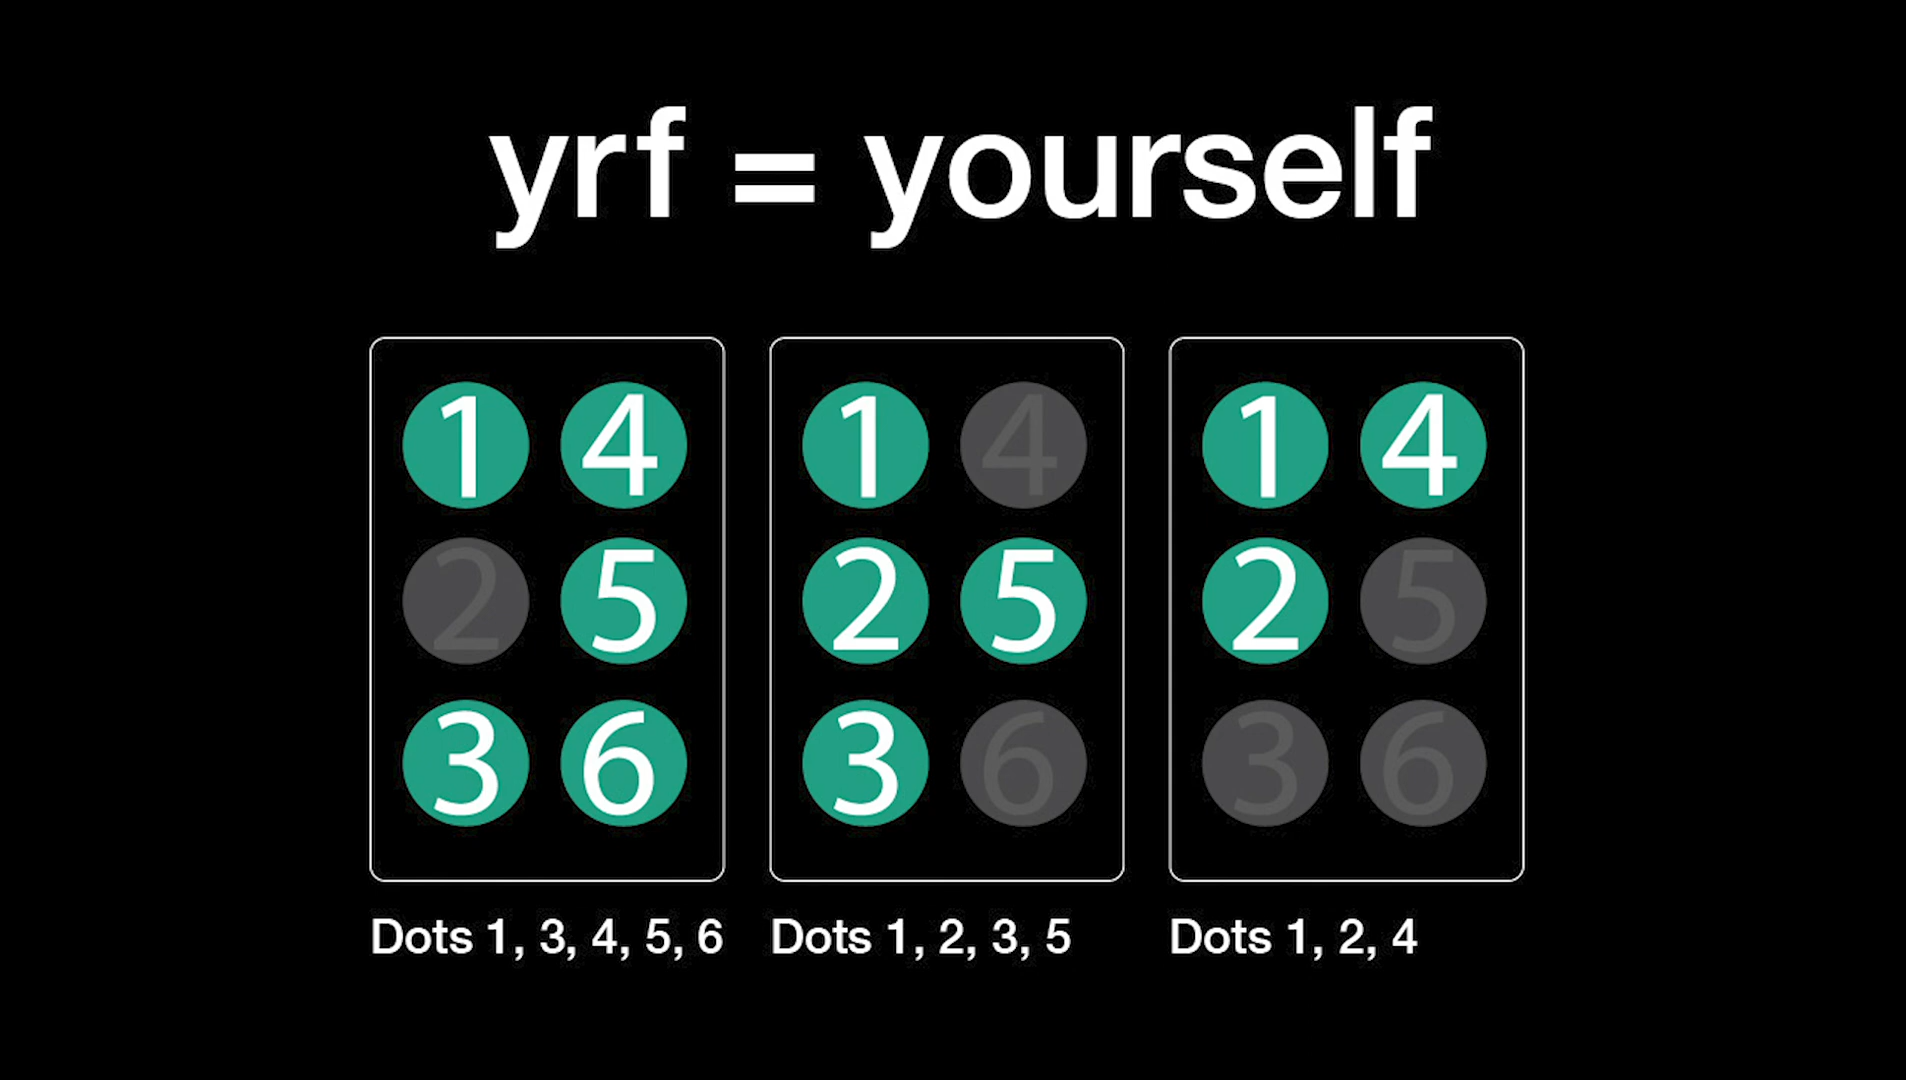 yrf = yourself
1 4 1 4 1 4
2 5 2 5 2 5
3 6 3 6 3 6
Dots 1, 3, 4, 5, 6 Dots 1, 2, 3, 5 Dots 1, 2, 4